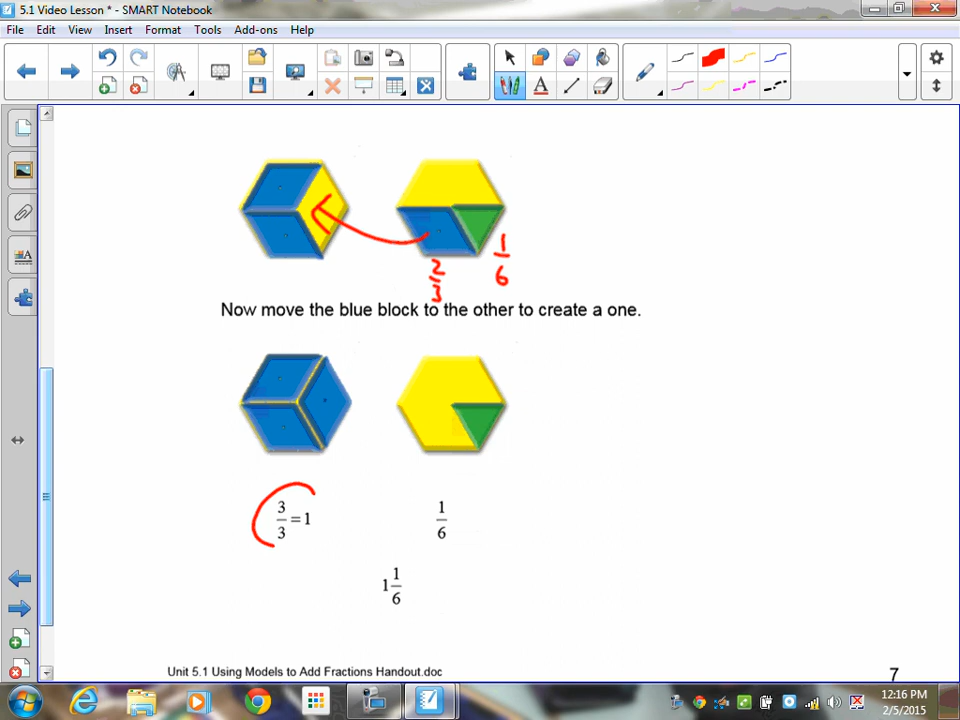 5.1 Video Lesson * - SMART Notebook
File Edit View Insert Format Tools Add-ons Help
1
6
2
3
Now move the blue block to the other to create a one.
3
3
= 1
1
6
1 1
6
Unit 5.1 Using Models to Add Fractions Handout.doc
7
12:16 PM
2/5/2015